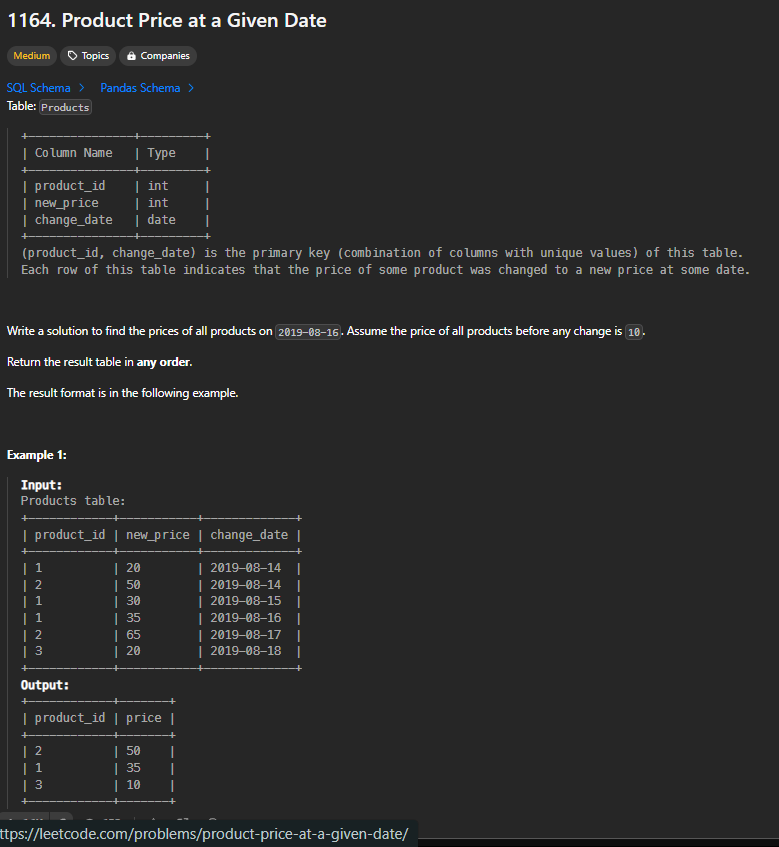 1164. Product Price at a Given Date
Medium Topics Companies
SQL Schema > Pandas Schema >
Table: Products
+---------------+---------+
| Column Name   | Type    |
+---------------+---------+
| product_id    | int     |
| new_price     | int     |
| change_date   | date    |
+---------------+---------+
(product_id, change_date) is the primary key (combination of columns with unique values) of this table.
Each row of this table indicates that the price of some product was changed to a new price at some date.
Write a solution to find the prices of all products on 2019-08-16. Assume the price of all products before any change is 10.
Return the result table in any order.
The result format is in the following example.
Example 1:
Input:
Products table:
+------------+-----------+-------------+
| product_id | new_price | change_date |
+------------+-----------+-------------+
| 1          | 20        | 2019-08-14  |
| 2          | 50        | 2019-08-14  |
| 1          | 30        | 2019-08-15  |
| 1          | 35        | 2019-08-16  |
| 2          | 65        | 2019-08-17  |
| 3          | 20        | 2019-08-18  |
+------------+-----------+-------------+
Output:
+------------+-------+
| product_id | price |
+------------+-------+
| 2          | 50    |
| 1          | 35    |
| 3          | 10    |
+------------+-------+
ttps://leetcode.com/problems/product-price-at-a-given-date/